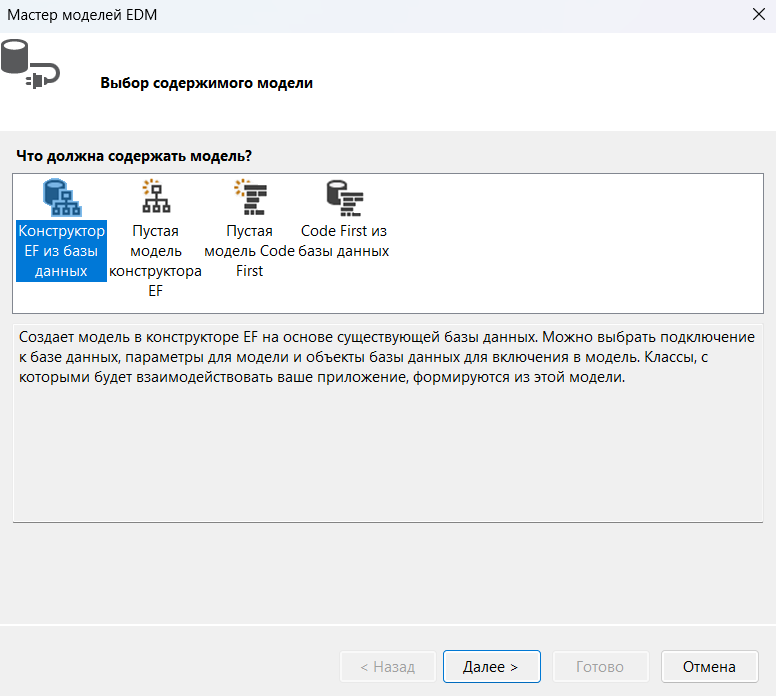 Мастер моделей EDM
Выбор содержимого модели
Что должна содержать модель?
Конструктор
EF из базы
данных
Пустая
модель
конструктора
EF
Пустая
модель Code
First
Code First из
базы данных
Создает модель в конструкторе EF на основе существующей базы данных. Можно выбрать подключение
к базе данных, параметры для модели и объекты базы данных для включения в модель. Классы, с
которыми будет взаимодействовать ваше приложение, формируются из этой модели.
< Назад
Далее >
Готово
Отмена